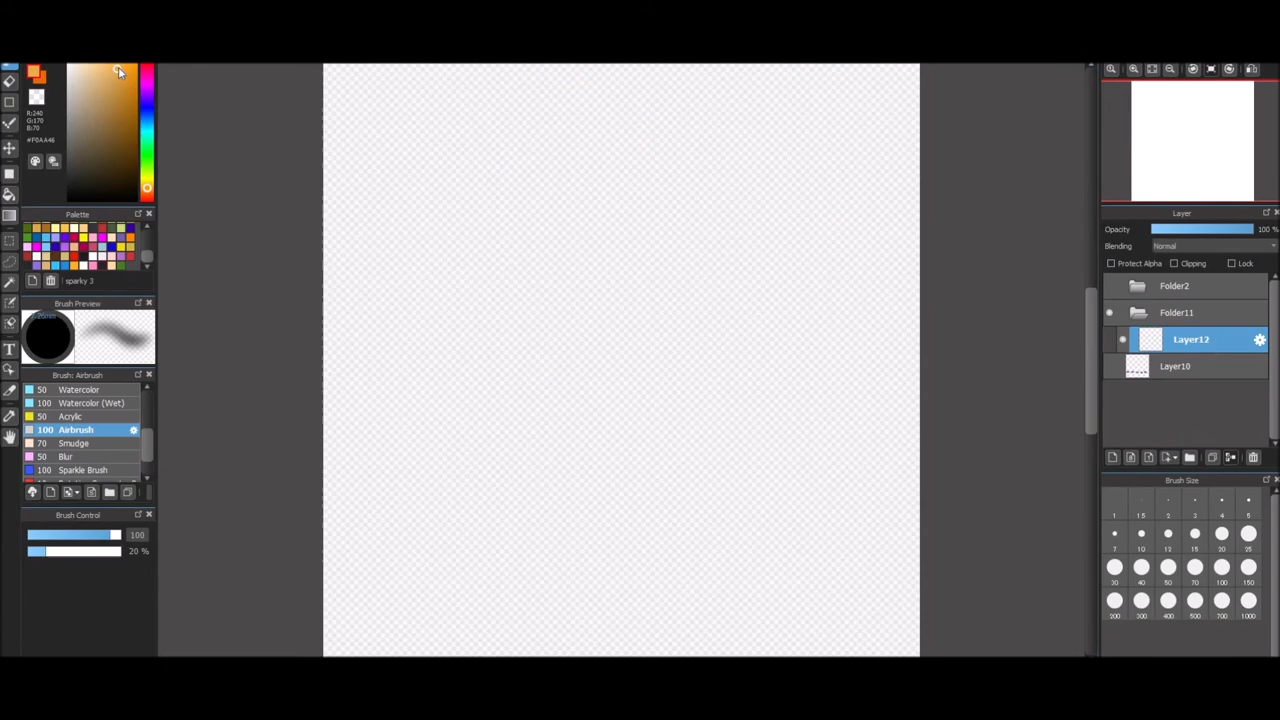 R:240
G:170
B:70
#F0AA46
Palette
sparky 3
Brush Preview
Brush: Airbrush
50 Watercolor
100 Watercolor (Wet)
50 Acrylic
100 Airbrush
70 Smudge
50 Blur
100 Sparkle Brush
Brush Control
100
20 %
Layer
Opacity 100 %
Blending Normal
Protect Alpha Clipping Lock
Folder2
Folder11
Layer12
Layer10
Brush Size
1 1.5 2 3 4 5
7 10 12 15 20 25
30 40 50 70 100 150
200 300 400 500 700 1000